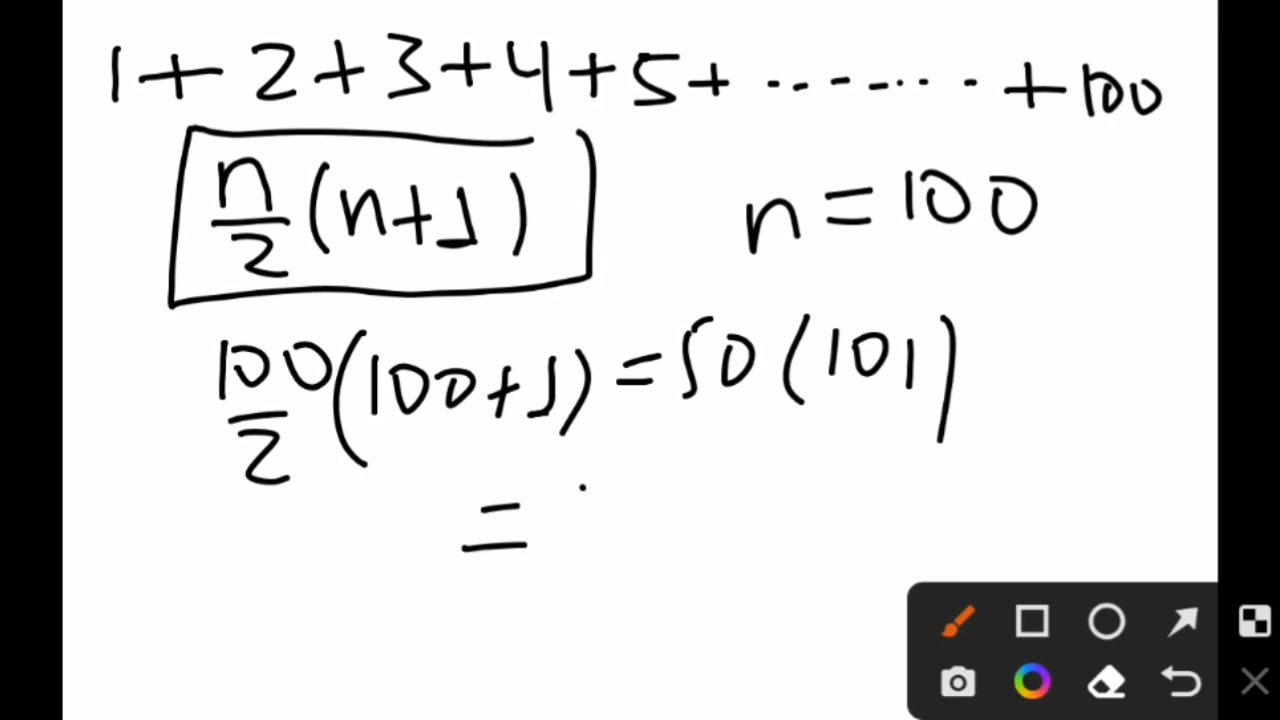 1+2+3+4+5+.......+100
n/2(n+1) n=100
100/2(100+1)=50(101)
=